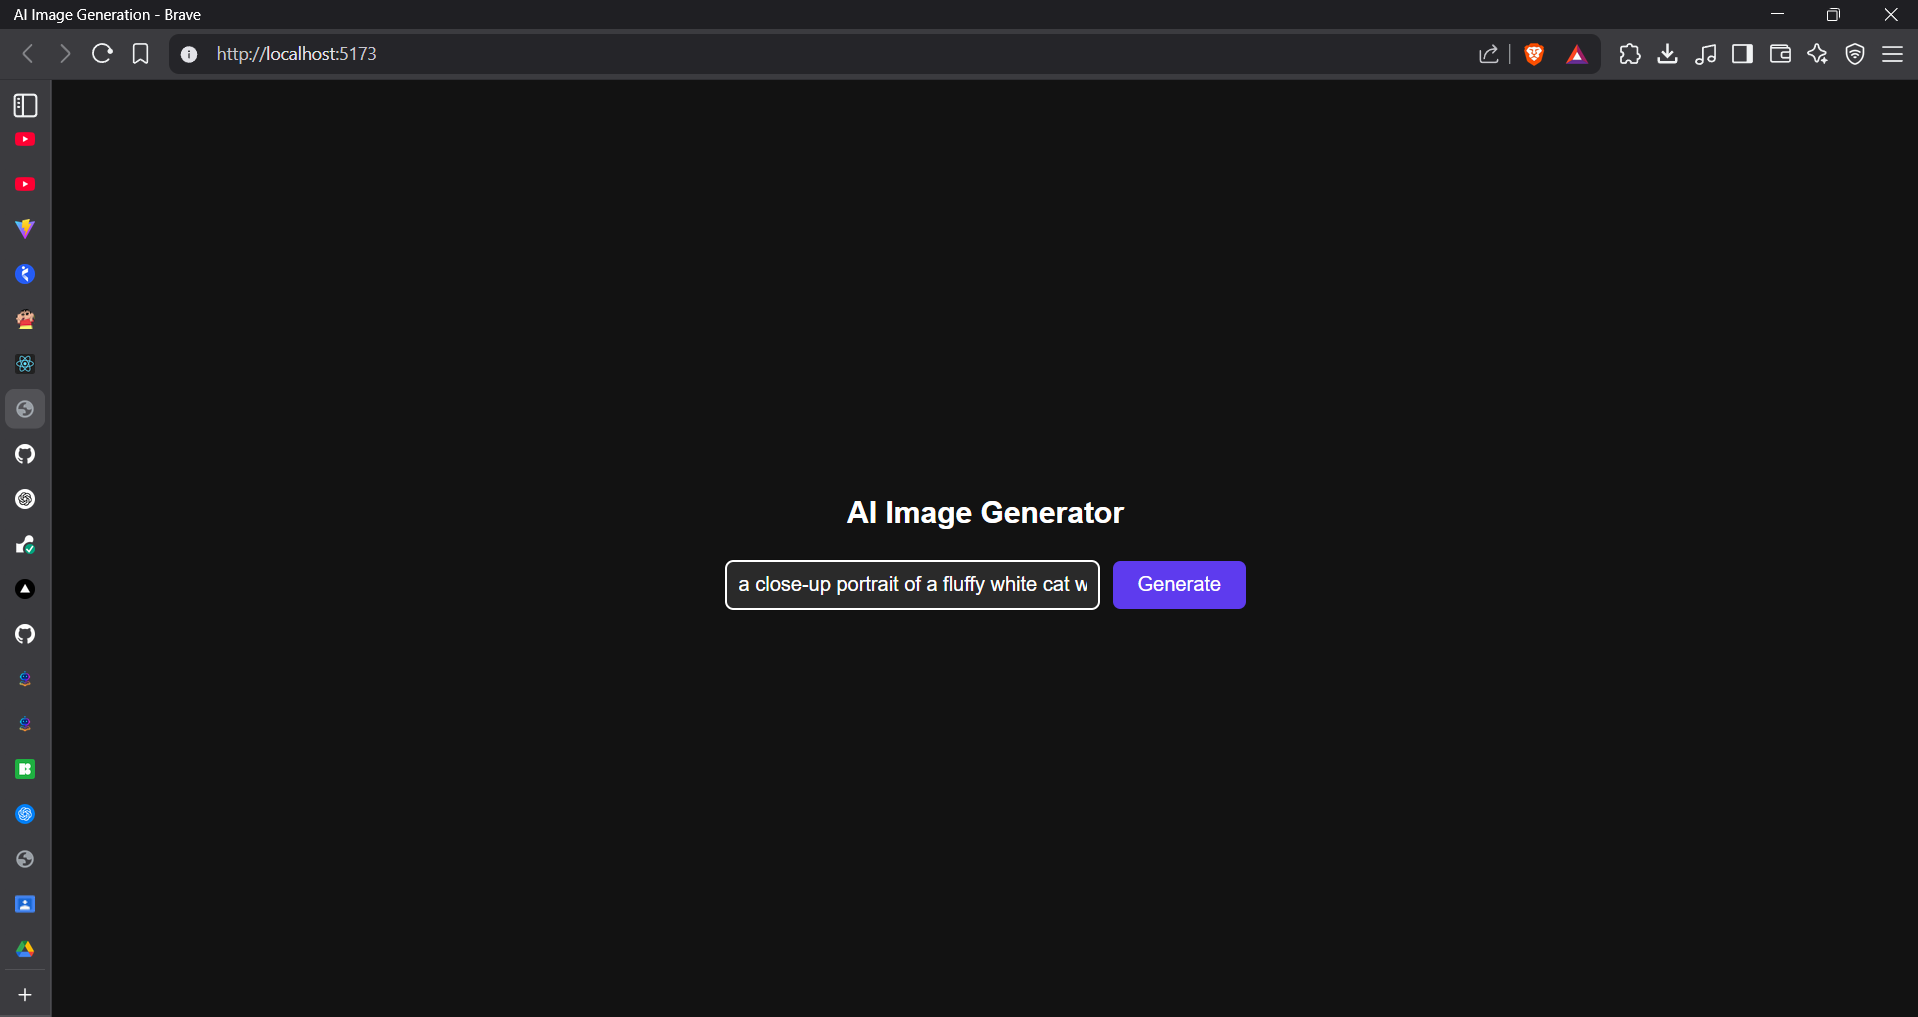 AI Image Generation - Brave
http://localhost:5173
AI Image Generator
a close-up portrait of a fluffy white cat w
Generate